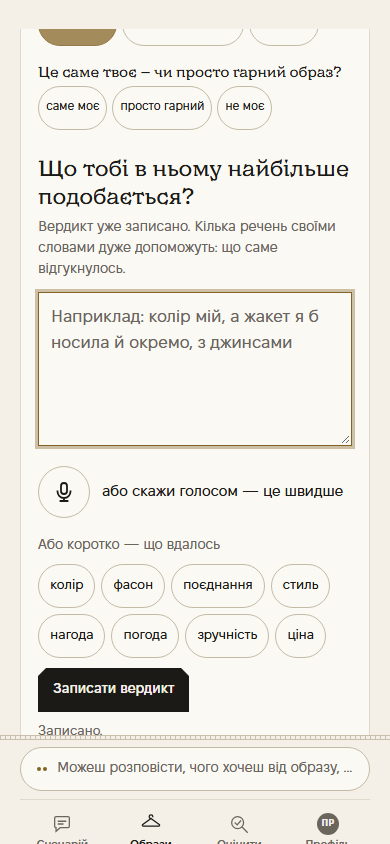 Це саме твоє — чи просто гарний образ?
саме моє
просто гарний
не моє
Що тобі в ньому найбільше
подобається?
Вердикт уже записано. Кілька речень своїми
словами дуже допоможуть: що саме
відгукнулось.
Наприклад: колір мій, а жакет я б
носила й окремо, з джинсами
або скажи голосом — це швидше
Або коротко — що вдалось
колір
фасон
поєднання
стиль
нагода
погода
зручність
ціна
Записати вердикт
Записано.
Можеш розповісти, чого хочеш від образу, ...
ПР
Сценарій
Образи
Оцінити
Профіль